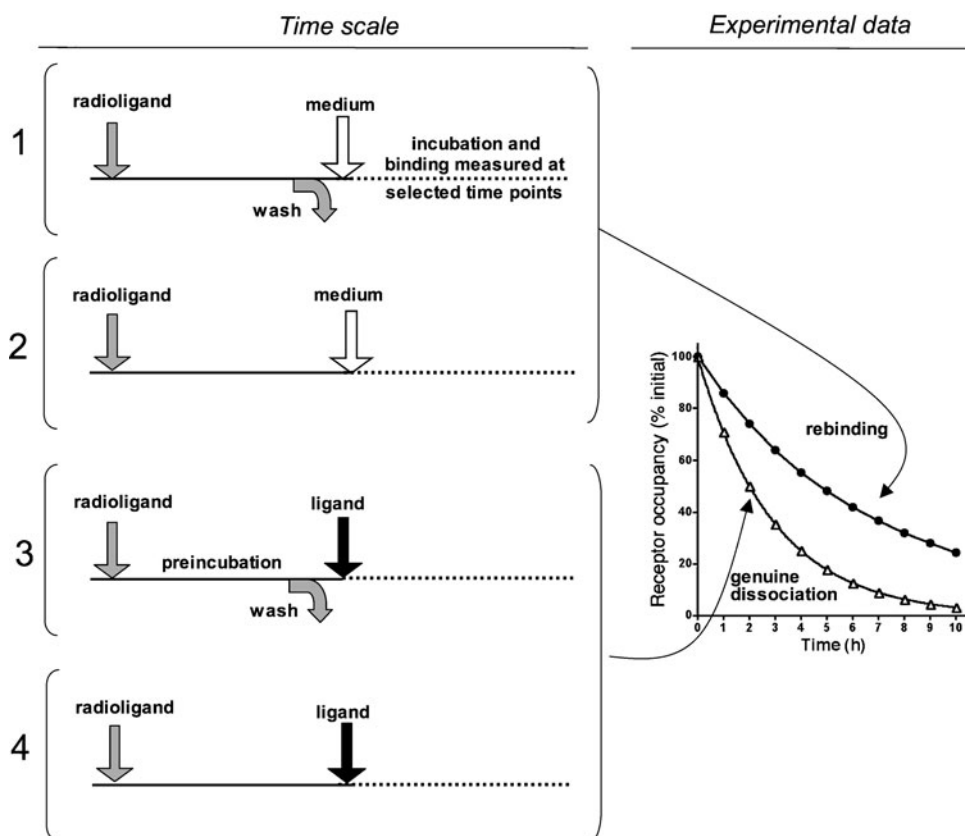 Time scale
Experimental data
1
radioligand
medium
incubation and
binding measured at
selected time points
wash
2
radioligand
medium
3
radioligand
ligand
preincubation
wash
4
radioligand
ligand
Receptor occupancy (% initial)
100
80
60
40
20
0
rebinding
genuine
dissociation
0 1 2 3 4 5 6 7 8 9 10
Time (h)